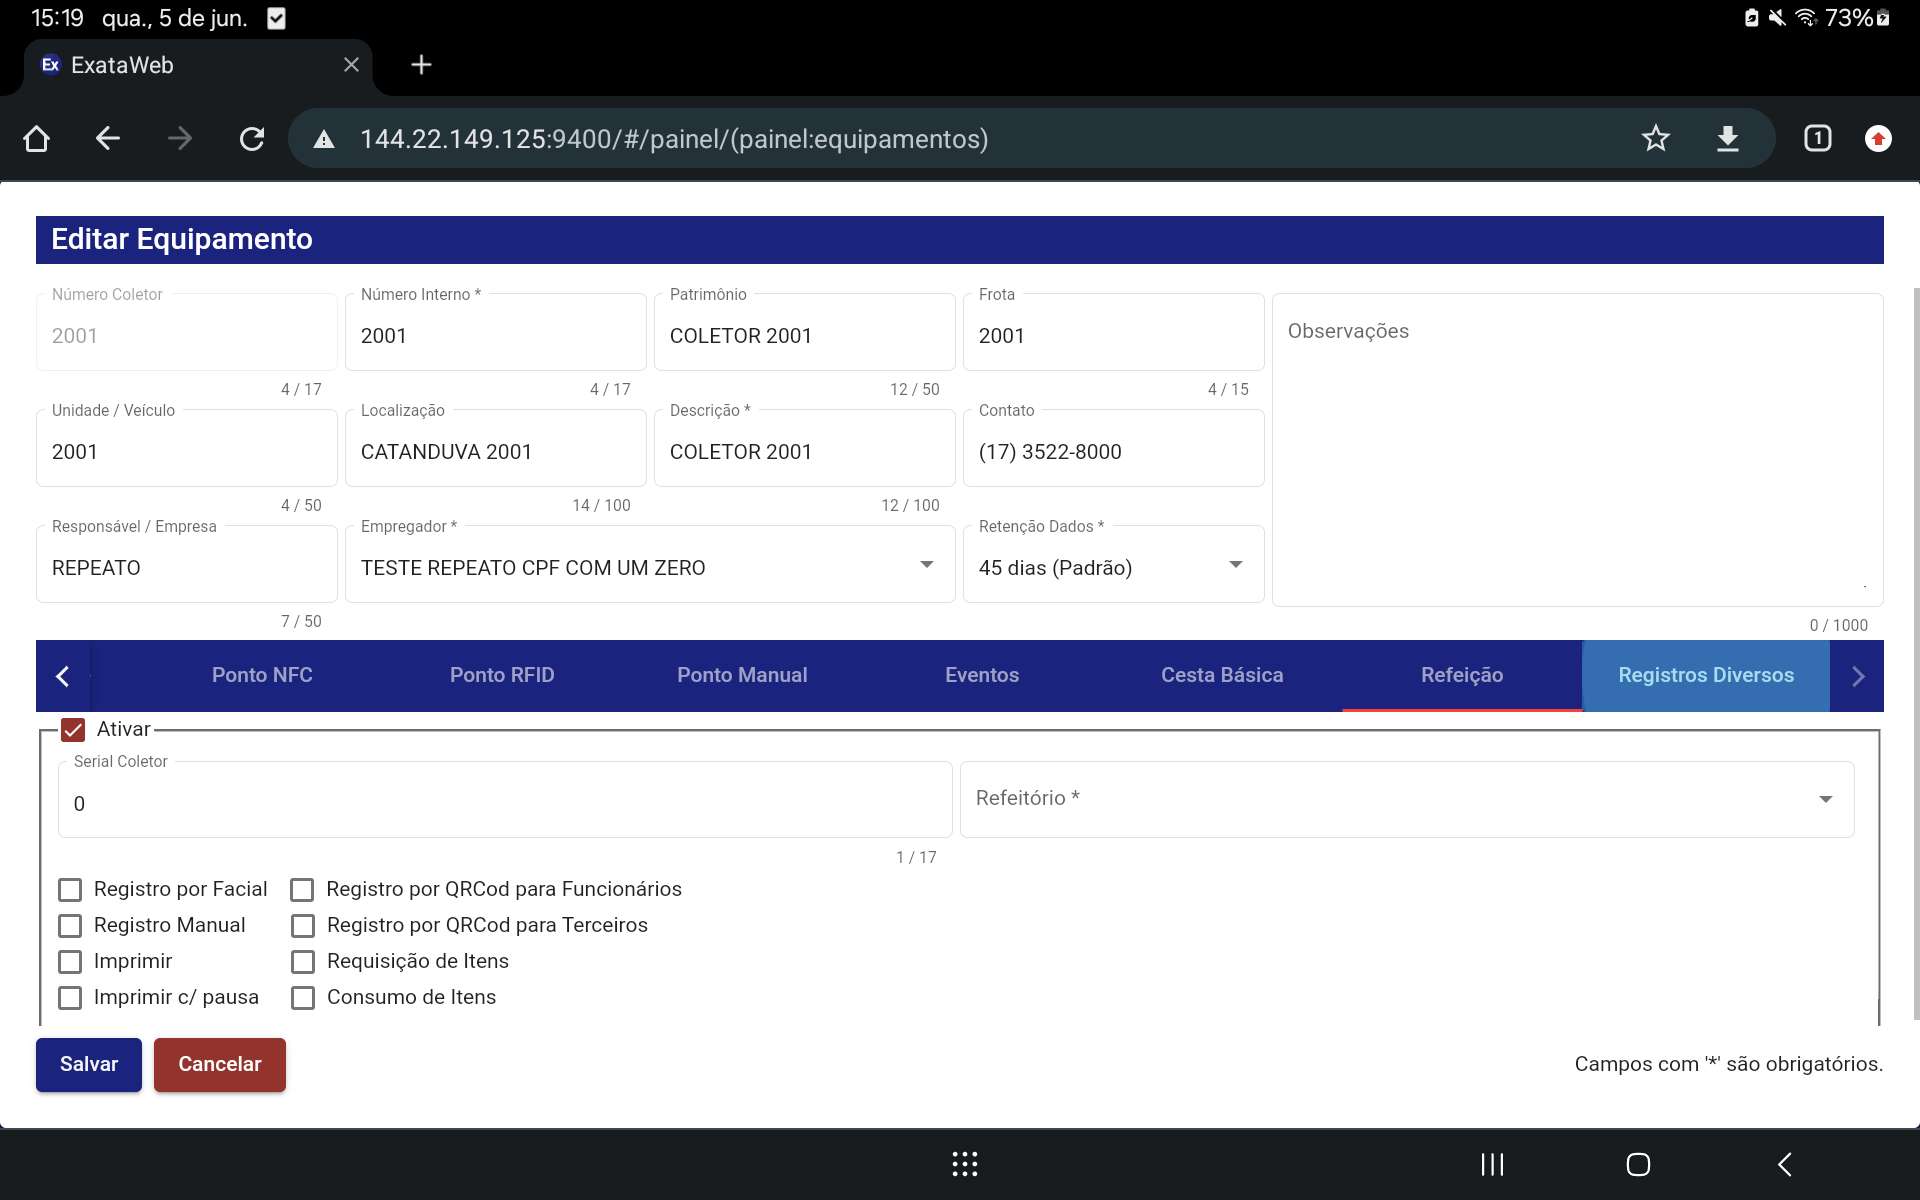 15:19 qua., 5 de jun.
73%
Ex ExataWeb
144.22.149.125:9400/#/painel/(painel:equipamentos)
1
Editar Equipamento
Número Coletor
2001
4 / 17
Número Interno *
2001
4 / 17
Patrimônio
COLETOR 2001
12 / 50
Frota
2001
4 / 15
Observações
0 / 1000
Unidade / Veículo
2001
4 / 50
Localização
CATANDUVA 2001
14 / 100
Descrição *
COLETOR 2001
12 / 100
Contato
(17) 3522-8000
Responsável / Empresa
REPEATO
7 / 50
Empregador *
TESTE REPEATO CPF COM UM ZERO
Retenção Dados *
45 dias (Padrão)
Ponto NFC
Ponto RFID
Ponto Manual
Eventos
Cesta Básica
Refeição
Registros Diversos
Ativar
Serial Coletor
0
1 / 17
Refeitório *
Registro por Facial
Registro por QRCod para Funcionários
Registro Manual
Registro por QRCod para Terceiros
Imprimir
Requisição de Itens
Imprimir c/ pausa
Consumo de Itens
Salvar
Cancelar
Campos com '*' são obrigatórios.